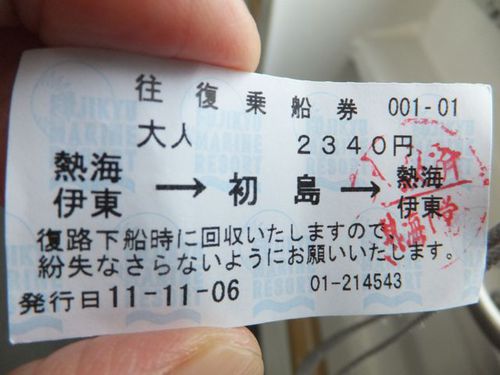 往復乗船券 001-01
大人 2340円
熱海 伊東 → 初島 → 熱海 伊東
復路下船時に回収いたしますので
紛失なさらないようにお願いいたします。
発行日11-11-06 01-214543